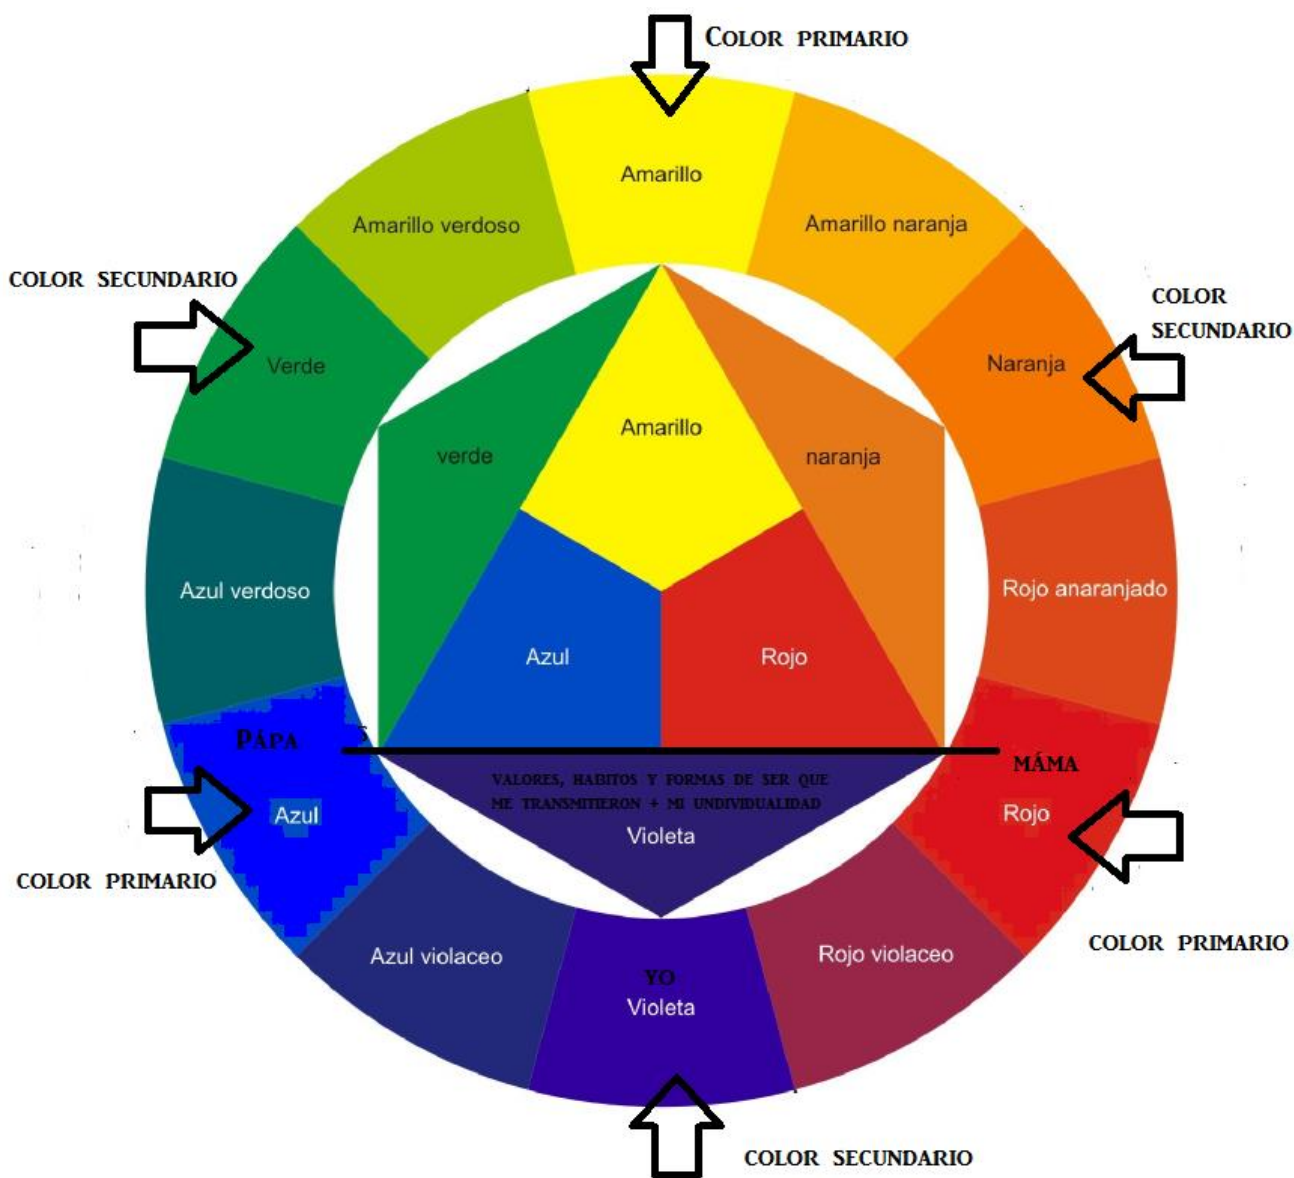 Color primario
Amarillo
Amarillo verdoso
Amarillo naranja
COLOR SECUNDARIO
COLOR
SECUNDARIO
Verde
Naranja
Amarillo
verde
naranja
Azul verdoso
Rojo anaranjado
Azul
Rojo
Pápa
s
máma
VALORES, HABITOS Y FORMAS DE SER QUE
ME TRANSMITIERON + MI UNDIVIDUALIDAD
Azul
Rojo
Violeta
COLOR PRIMARIO
COLOR PRIMARIO
Azul violaceo
Rojo violaceo
YO
Violeta
COLOR SECUNDARIO